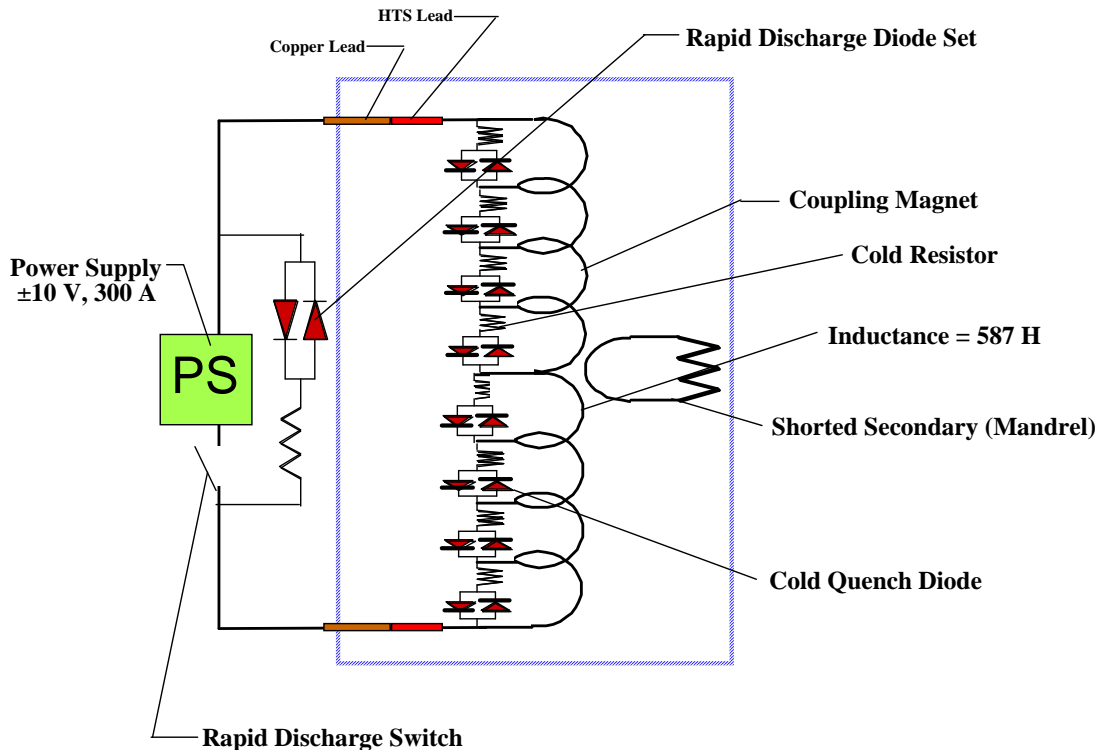 HTS Lead
Copper Lead
Rapid Discharge Diode Set
Coupling Magnet
Cold Resistor
Power Supply
±10 V, 300 A
Inductance = 587 H
PS
Shorted Secondary (Mandrel)
Cold Quench Diode
Rapid Discharge Switch